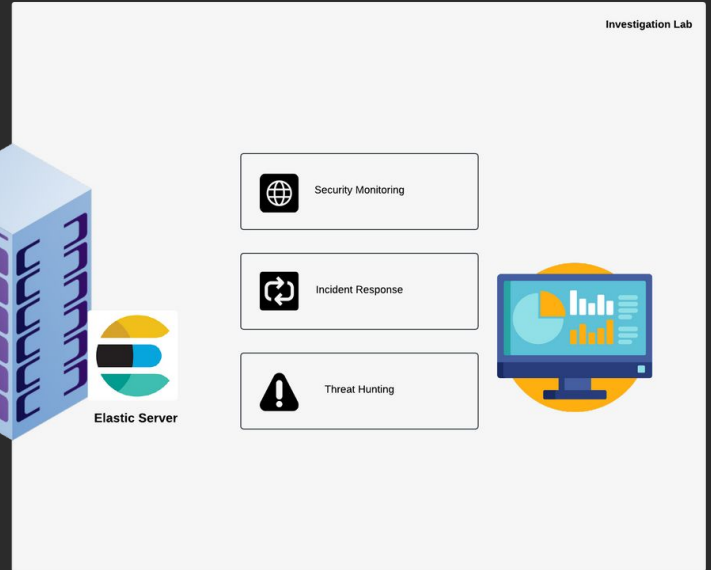 Investigation Lab
Security Monitoring
Incident Response
Threat Hunting
Elastic Server